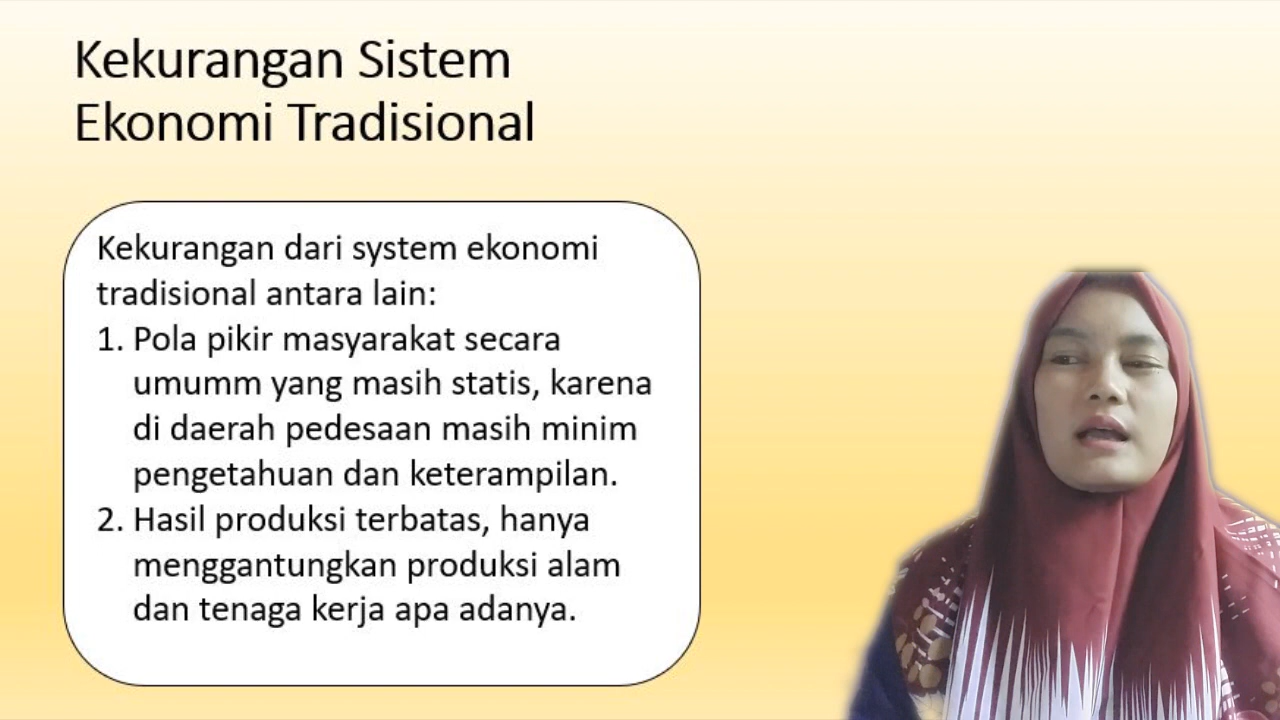 Kekurangan Sistem
Ekonomi Tradisional
Kekurangan dari system ekonomi
tradisional antara lain:
1. Pola pikir masyarakat secara
umumm yang masih statis, karena
di daerah pedesaan masih minim
pengetahuan dan keterampilan.
2. Hasil produksi terbatas, hanya
menggantungkan produksi alam
dan tenaga kerja apa adanya.